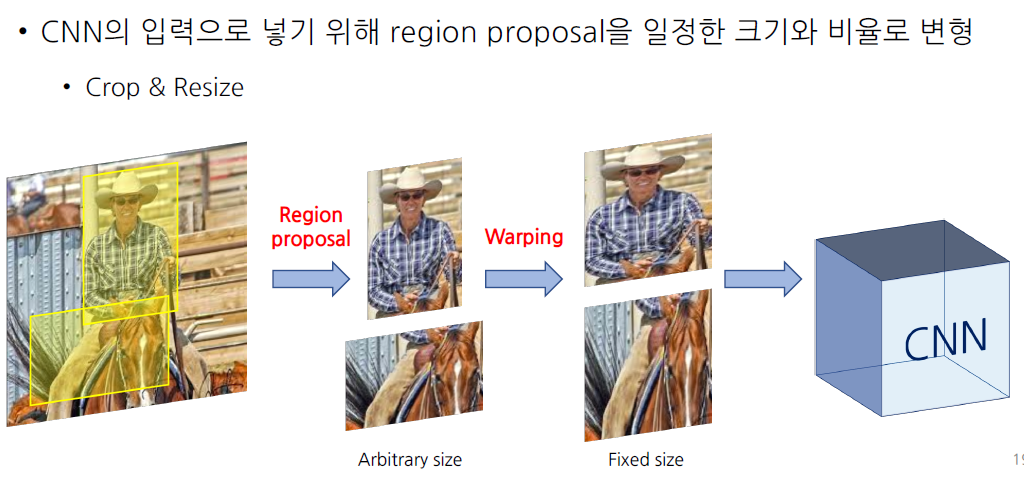 • CNN의 입력으로 넣기 위해 region proposal을 일정한 크기와 비율로 변형
• Crop & Resize
Region
proposal
Warping
CNN
Arbitrary size
Fixed size
19